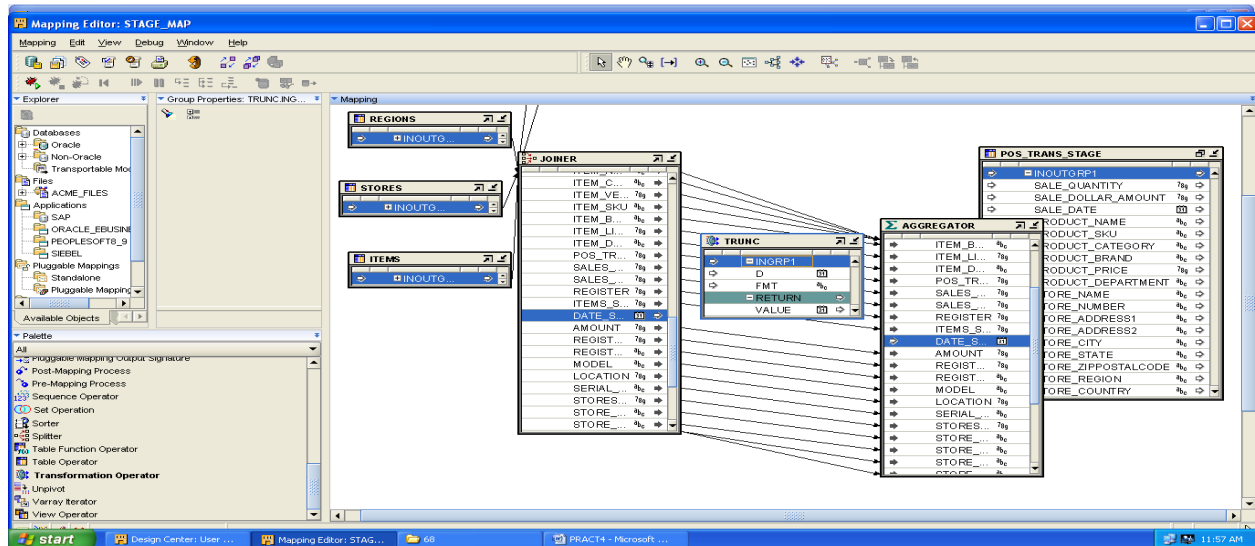 Mapping Editor: STAGE_MAP
Mapping Edit View Debug Window Help
Explorer
Databases
Oracle
Non-Oracle
Transportable Mod
Files
ACME_FILES
Applications
SAP
ORACLE_EBUSINE
PEOPLESOFT8_9
SIEBEL
Pluggable Mappings
Standalone
Pluggable Mapping
Available Objects
Group Properties: TRUNC.ING...
Palette
All
Pluggable Mapping Output Signature
Post-Mapping Process
Pre-Mapping Process
Sequence Operator
Set Operation
Sorter
Splitter
Table Function Operator
Table Operator
Transformation Operator
Unpivot
Varray Iterator
View Operator
Mapping
REGIONS
INOUTG...
STORES
INOUTG...
ITEMS
INOUTG...
JOINER
ITEM_C...
ITEM_VE...
ITEM_SKU
ITEM_B...
ITEM_LI...
ITEM_D...
POS_TR...
SALES_...
SALES_...
REGISTER
ITEMS_S...
DATE_S...
AMOUNT
REGIST...
REGIST...
MODEL
LOCATION
SERIAL_...
STORES...
STORE_...
STORE_...
TRUNC
INGRP1
D
FMT
RETURN
VALUE
AGGREGATOR
ITEM_B...
ITEM_LI...
ITEM_D...
POS_TR...
SALES_...
SALES_...
REGISTER
ITEMS_S...
DATE_S...
AMOUNT
REGIST...
REGIST...
MODEL
LOCATION
SERIAL_...
STORES...
STORE_...
STORE_...
STORE_...
POS_TRANS_STAGE
INOUTGRP1
SALE_QUANTITY
SALE_DOLLAR_AMOUNT
SALE_DATE
RODUCT_NAME
RODUCT_SKU
RODUCT_CATEGORY
RODUCT_BRAND
RODUCT_PRICE
RODUCT_DEPARTMENT
TORE_NAME
TORE_NUMBER
TORE_ADDRESS1
TORE_ADDRESS2
TORE_CITY
TORE_STATE
TORE_ZIPPOSTALCODE
TORE_REGION
TORE_COUNTRY
start
Design Center: User ...
Mapping Editor: STAG...
68
PRACT4 - Microsoft ...
11:57 AM